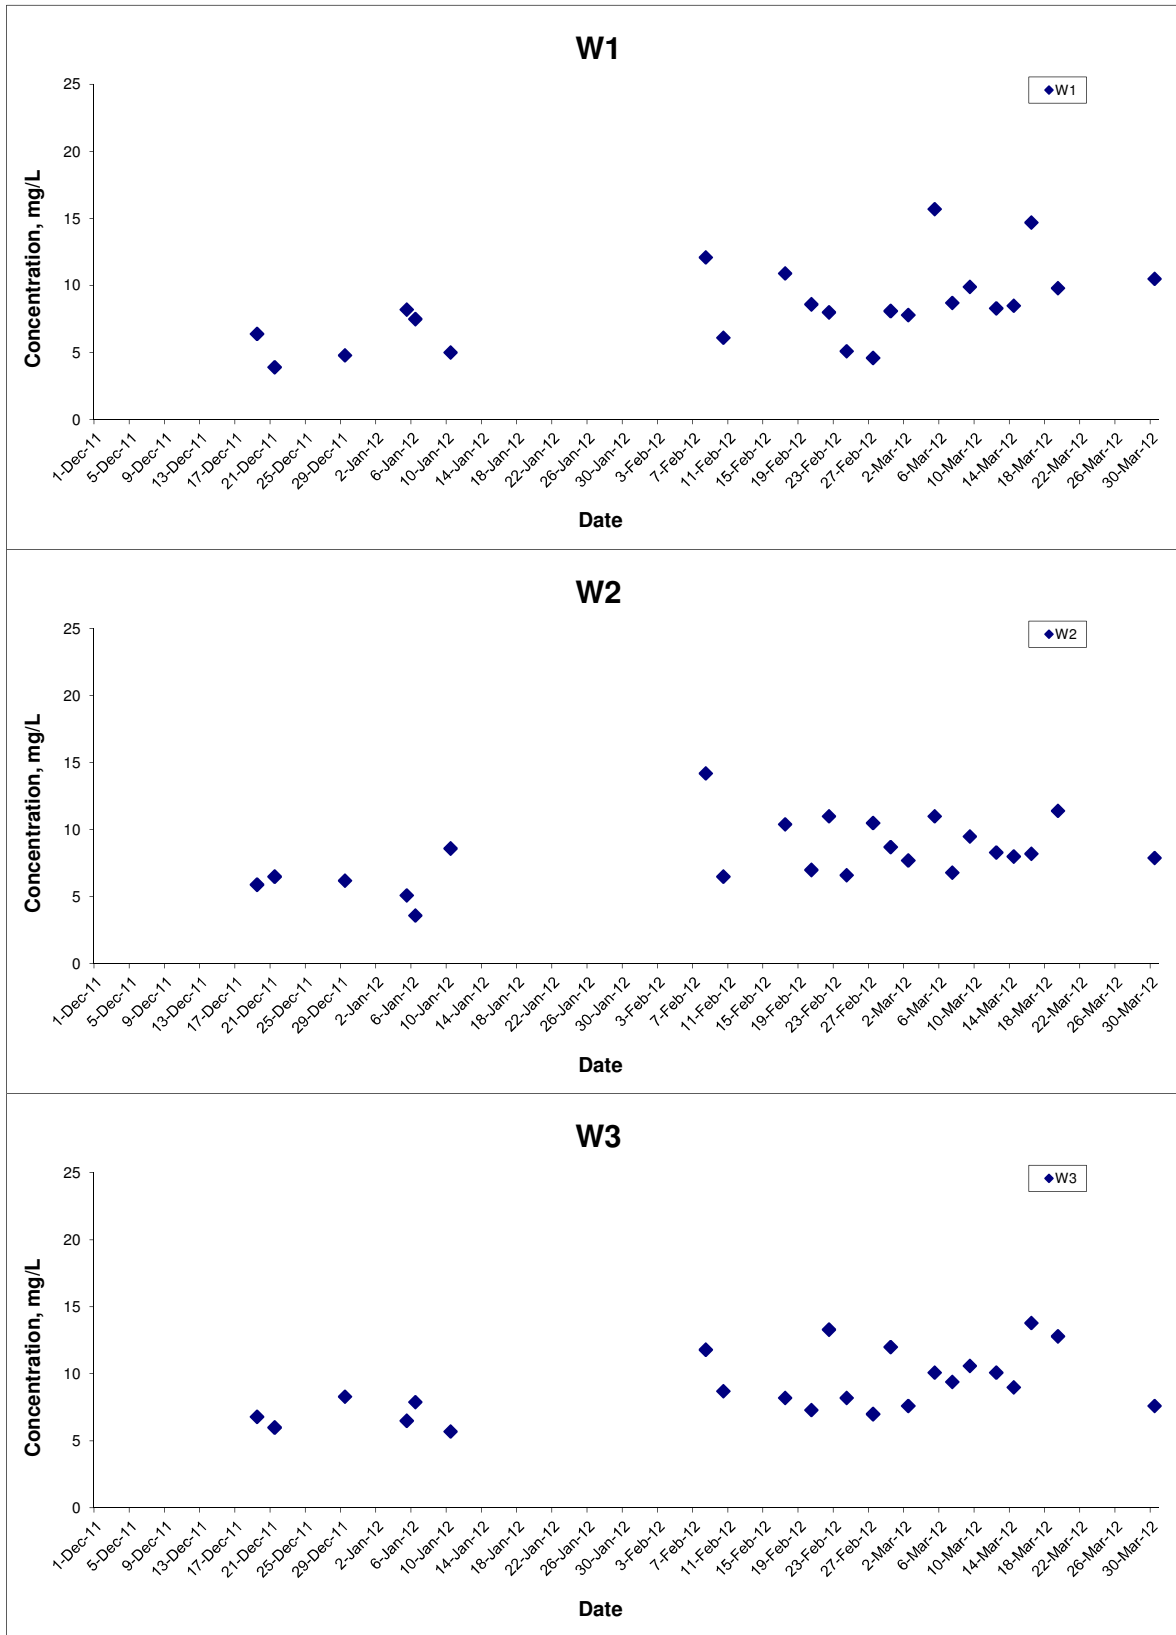 W1
W1
25
20
15
10
5
0
Concentration, mg/L
1-Dec-11
5-Dec-11
9-Dec-11
13-Dec-11
17-Dec-11
21-Dec-11
25-Dec-11
29-Dec-11
2-Jan-12
6-Jan-12
10-Jan-12
14-Jan-12
18-Jan-12
22-Jan-12
26-Jan-12
30-Jan-12
3-Feb-12
7-Feb-12
11-Feb-12
15-Feb-12
19-Feb-12
23-Feb-12
27-Feb-12
2-Mar-12
6-Mar-12
10-Mar-12
14-Mar-12
18-Mar-12
22-Mar-12
26-Mar-12
30-Mar-12
Date
W2
W2
25
20
15
10
5
0
Concentration, mg/L
1-Dec-11
5-Dec-11
9-Dec-11
13-Dec-11
17-Dec-11
21-Dec-11
25-Dec-11
29-Dec-11
2-Jan-12
6-Jan-12
10-Jan-12
14-Jan-12
18-Jan-12
22-Jan-12
26-Jan-12
30-Jan-12
3-Feb-12
7-Feb-12
11-Feb-12
15-Feb-12
19-Feb-12
23-Feb-12
27-Feb-12
2-Mar-12
6-Mar-12
10-Mar-12
14-Mar-12
18-Mar-12
22-Mar-12
26-Mar-12
30-Mar-12
Date
W3
W3
25
20
15
10
5
0
Concentration, mg/L
1-Dec-11
5-Dec-11
9-Dec-11
13-Dec-11
17-Dec-11
21-Dec-11
25-Dec-11
29-Dec-11
2-Jan-12
6-Jan-12
10-Jan-12
14-Jan-12
18-Jan-12
22-Jan-12
26-Jan-12
30-Jan-12
3-Feb-12
7-Feb-12
11-Feb-12
15-Feb-12
19-Feb-12
23-Feb-12
27-Feb-12
2-Mar-12
6-Mar-12
10-Mar-12
14-Mar-12
18-Mar-12
22-Mar-12
26-Mar-12
30-Mar-12
Date